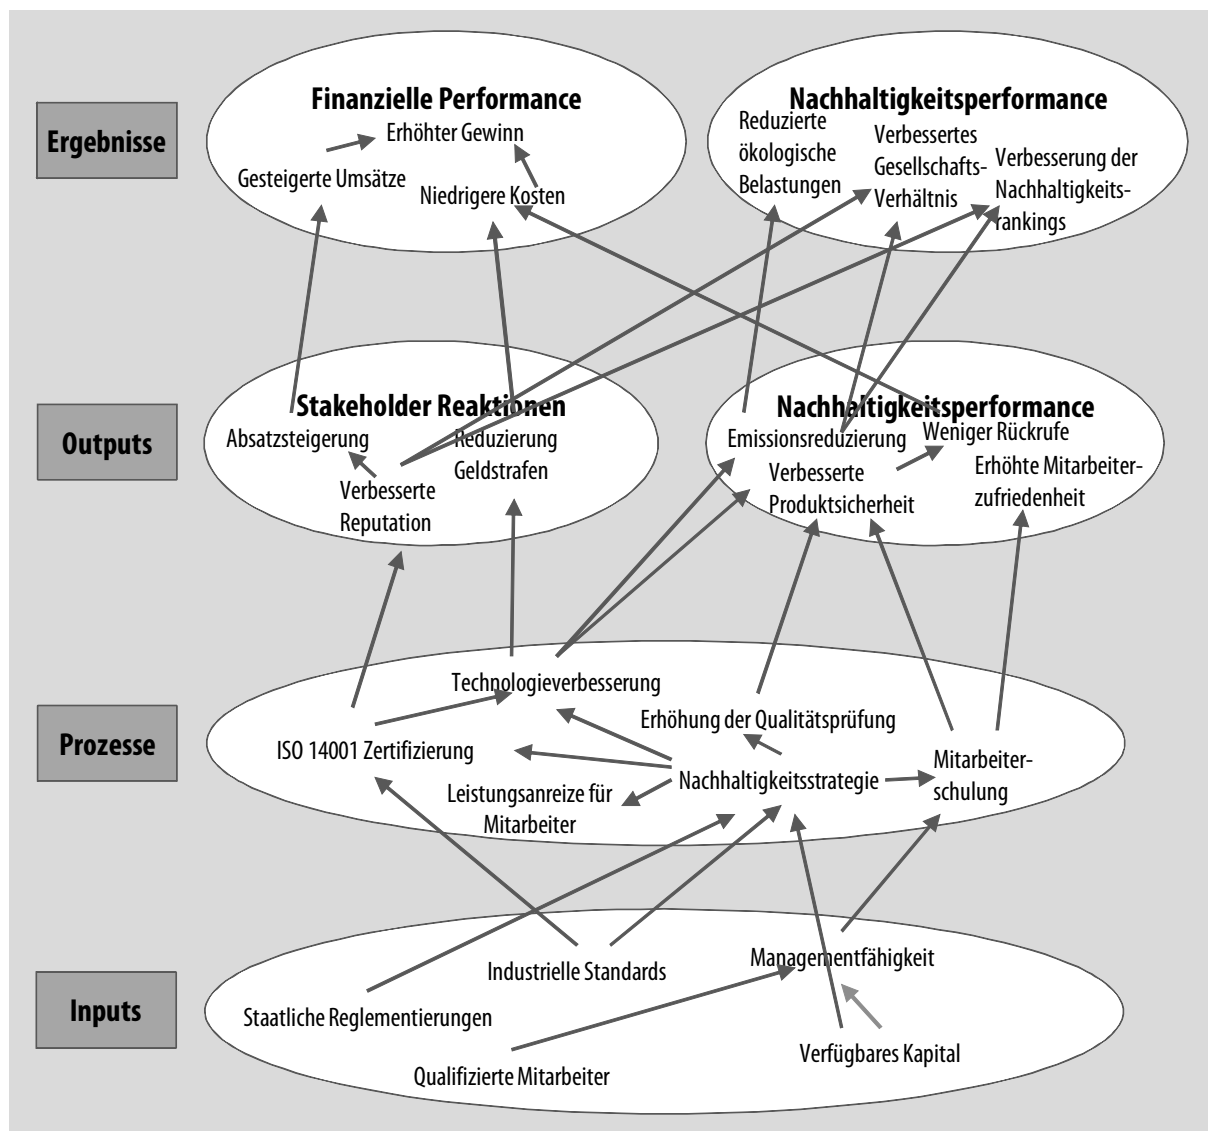 Ergebnisse
Finanzielle Performance
Erhöhter Gewinn
Gesteigerte Umsätze
Niedrigere Kosten
Nachhaltigkeitsperformance
Reduzierte
ökologische
Belastungen
Verbessertes
Gesellschafts-
Verhältnis
Verbesserung der
Nachhaltigkeits-
rankings
Outputs
Stakeholder Reaktionen
Absatzsteigerung
Verbesserte
Reputation
Reduzierung
Geldstrafen
Nachhaltigkeitsperformance
Emissionsreduzierung
Weniger Rückrufe
Verbesserte
Produktsicherheit
Erhöhte Mitarbeiter-
zufriedenheit
Prozesse
Technologieverbesserung
Erhöhung der Qualitätsprüfung
ISO 14001 Zertifizierung
Nachhaltigkeitsstrategie
Mitarbeiter-
schulung
Leistungsanreize für
Mitarbeiter
Inputs
Industrielle Standards
Managementfähigkeit
Staatliche Reglementierungen
Verfügbares Kapital
Qualifizierte Mitarbeiter